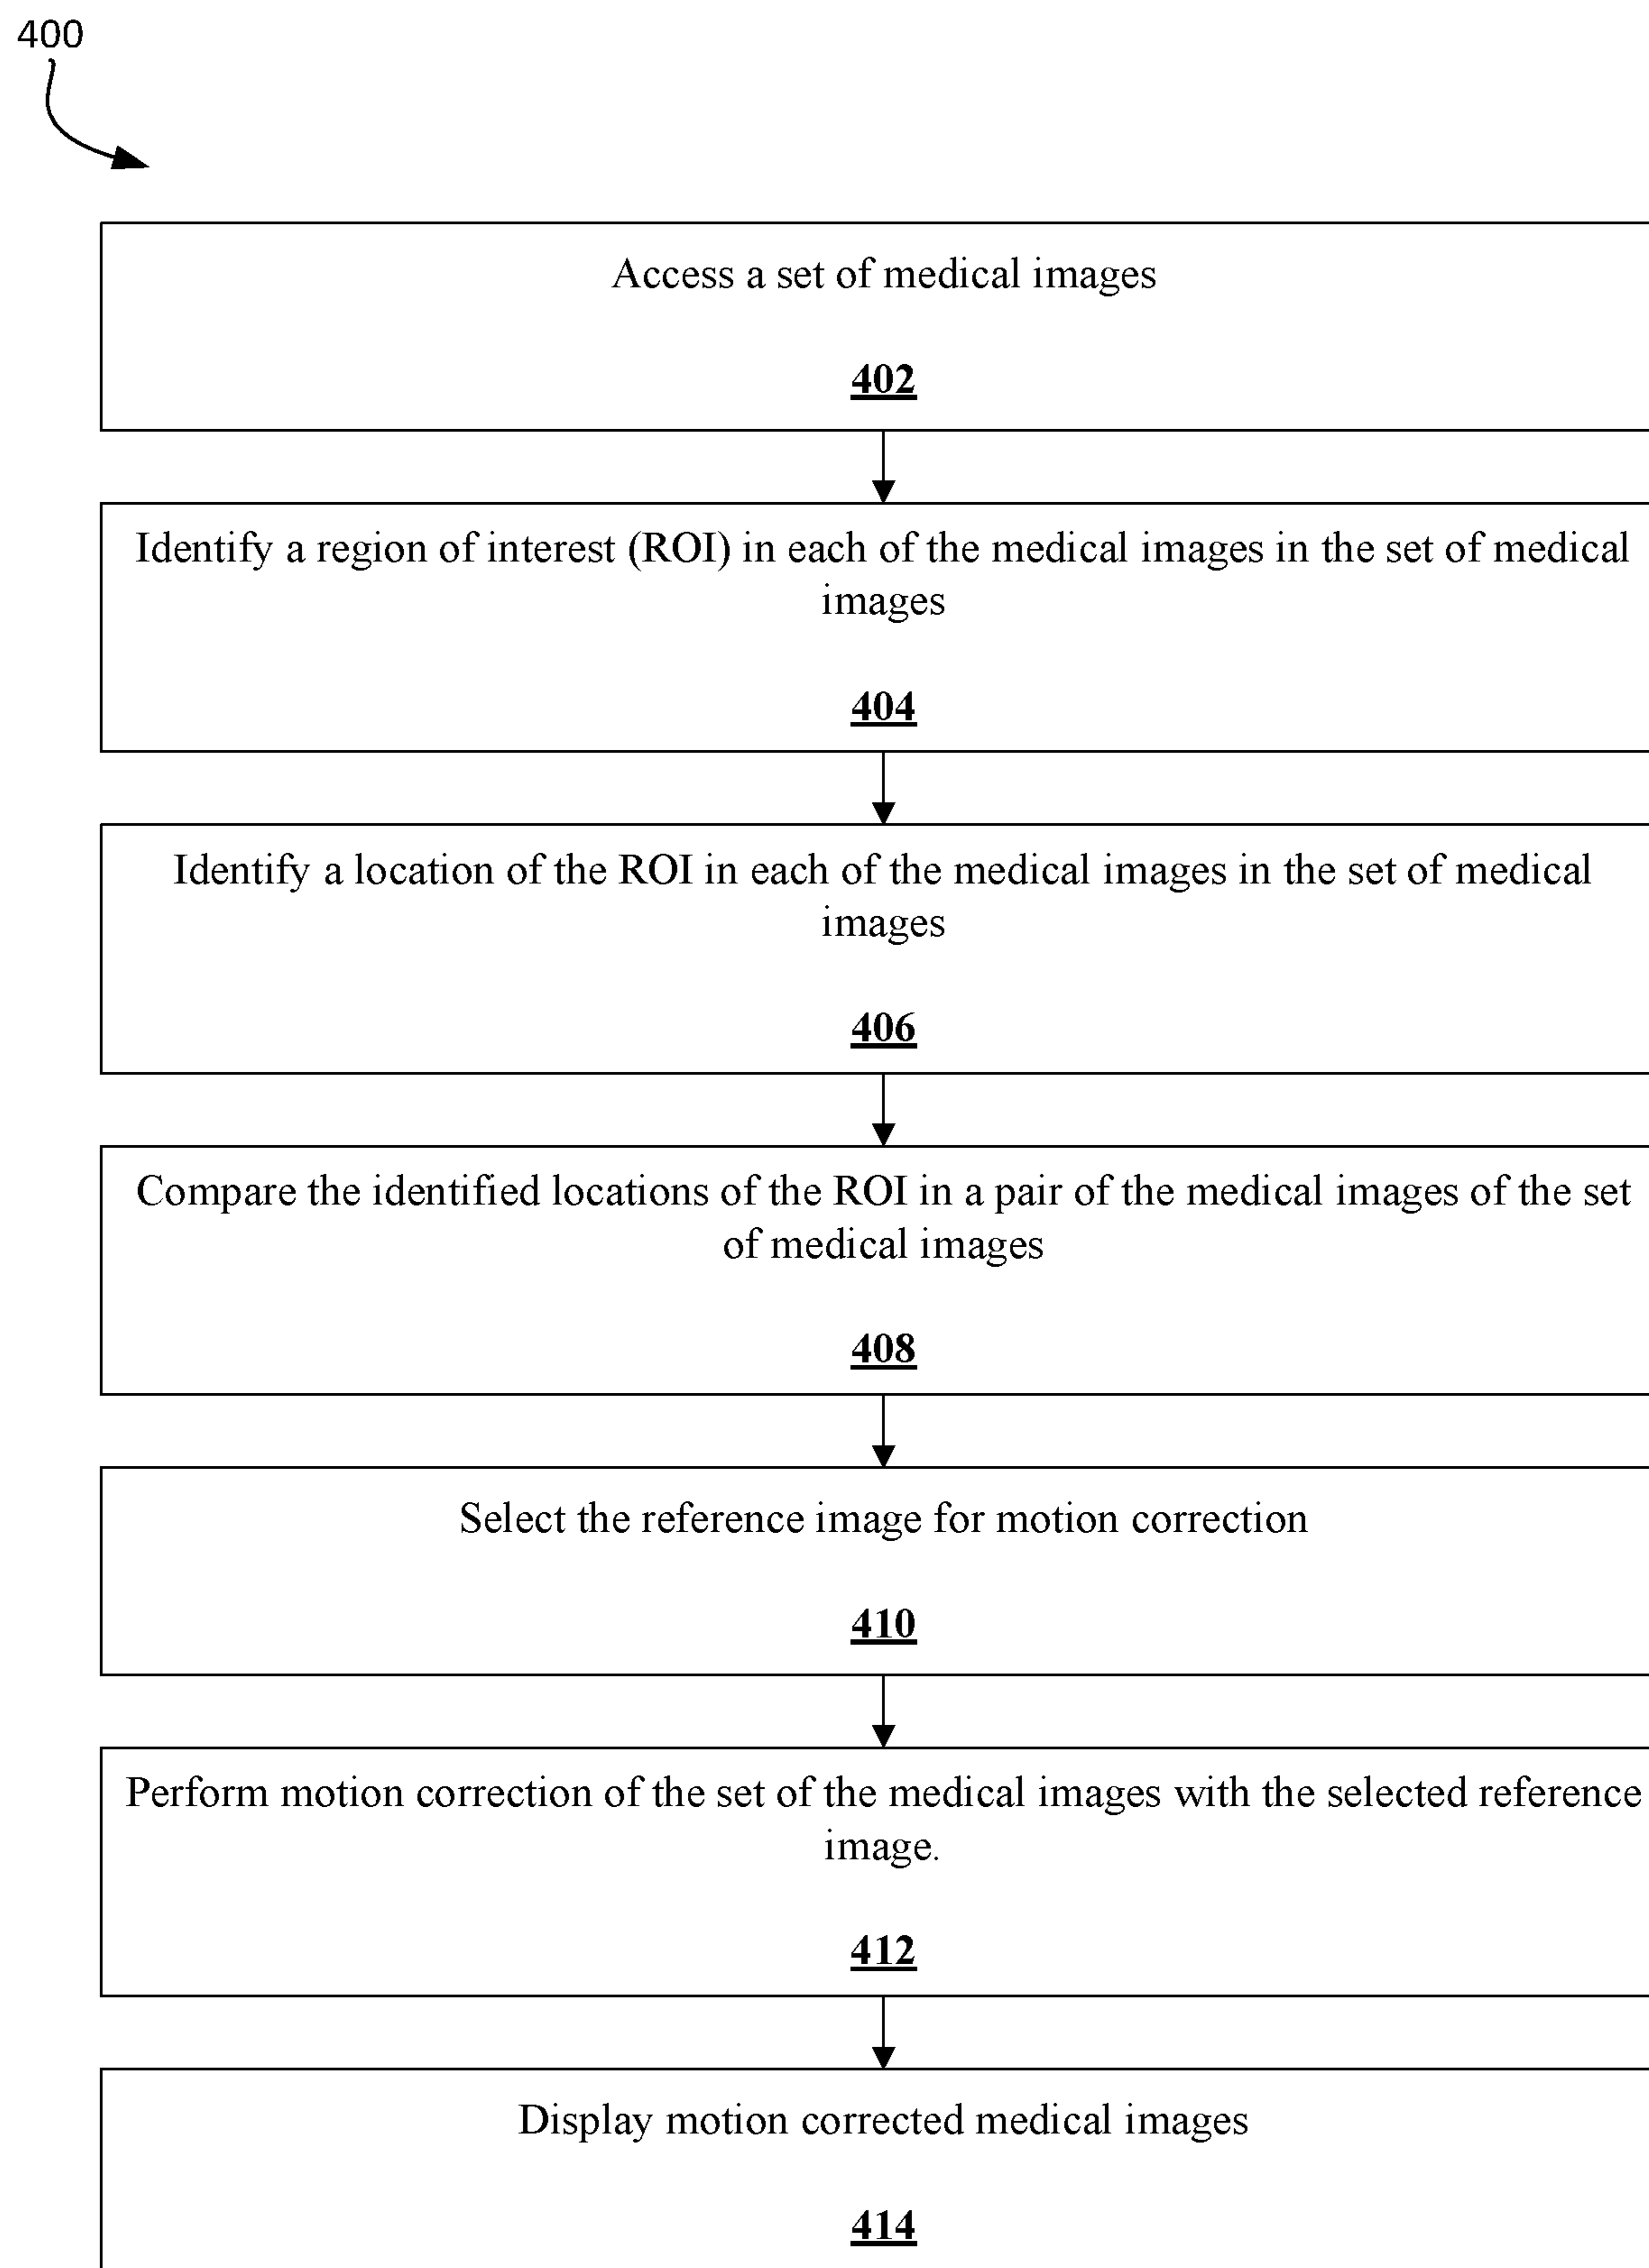 400
Access a set of medical images
402
Identify a region of interest (ROI) in each of the medical images in the set of medical
images
404
Identify a location of the ROI in each of the medical images in the set of medical
images
406
Compare the identified locations of the ROI in a pair of the medical images of the set
of medical images
408
Select the reference image for motion correction
410
Perform motion correction of the set of the medical images with the selected reference
image.
412
Display motion corrected medical images
414